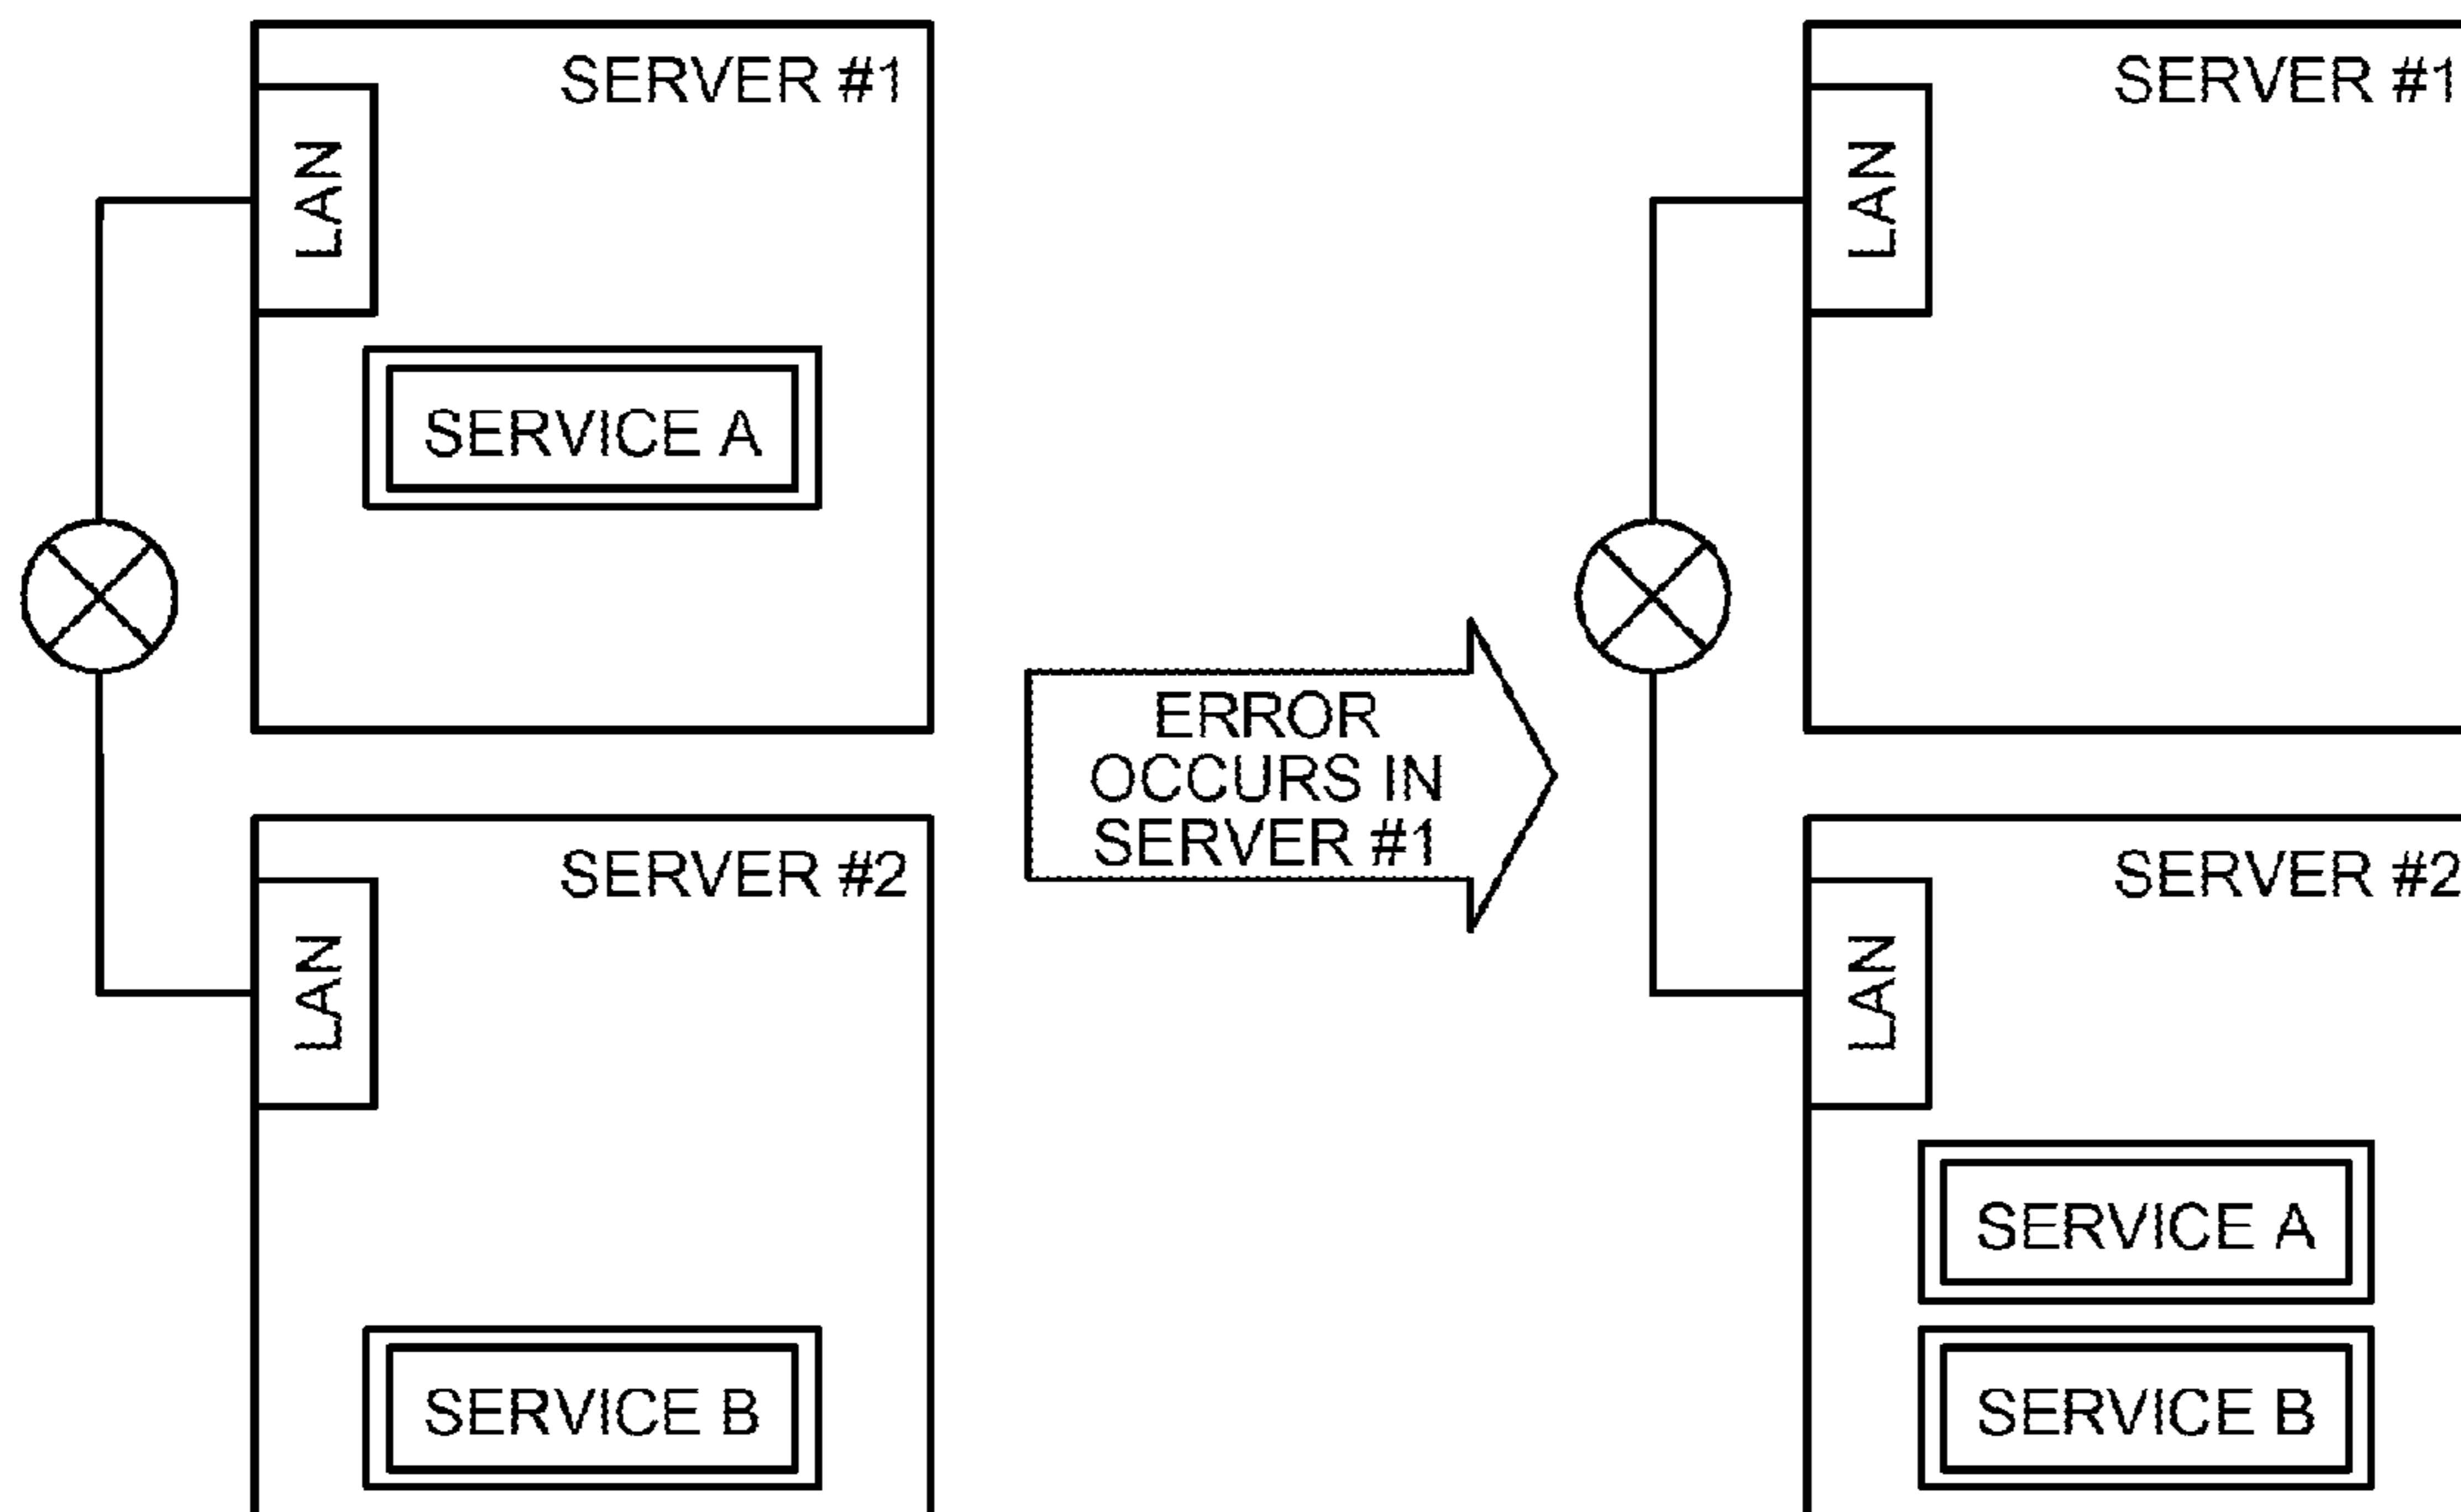 SERVER #1
LAN
SERVICE A
SERVER #2
LAN
SERVICE B
ERROR
OCCURS IN
SERVER #1
SERVER #1
LAN
SERVER #2
LAN
SERVICE A
SERVICE B